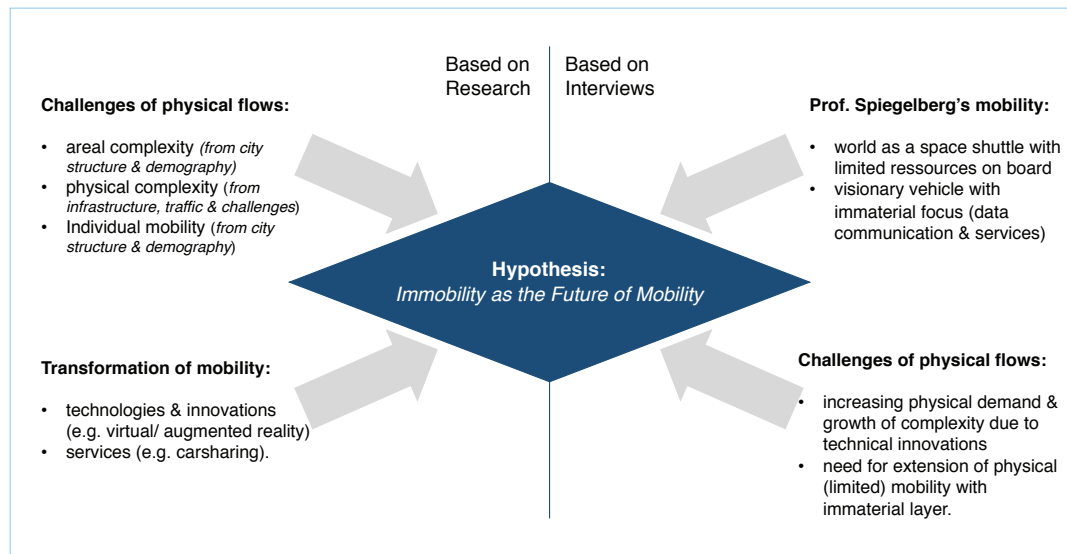 Based on
Research
Based on
Interviews
Challenges of physical flows:
• areal complexity (from city
structure & demography)
• physical complexity (from
infrastructure, traffic & challenges)
• Individual mobility (from city
structure & demography)
Prof. Spiegelberg's mobility:
• world as a space shuttle with
limited ressources on board
• visionary vehicle with
immaterial focus (data
communication & services)
Hypothesis:
Immobility as the Future of Mobility
Transformation of mobility:
• technologies & innovations
(e.g. virtual/ augmented reality)
• services (e.g. carsharing).
Challenges of physical flows:
• increasing physical demand &
growth of complexity due to
technical innovations
• need for extension of physical
(limited) mobility with
immaterial layer.